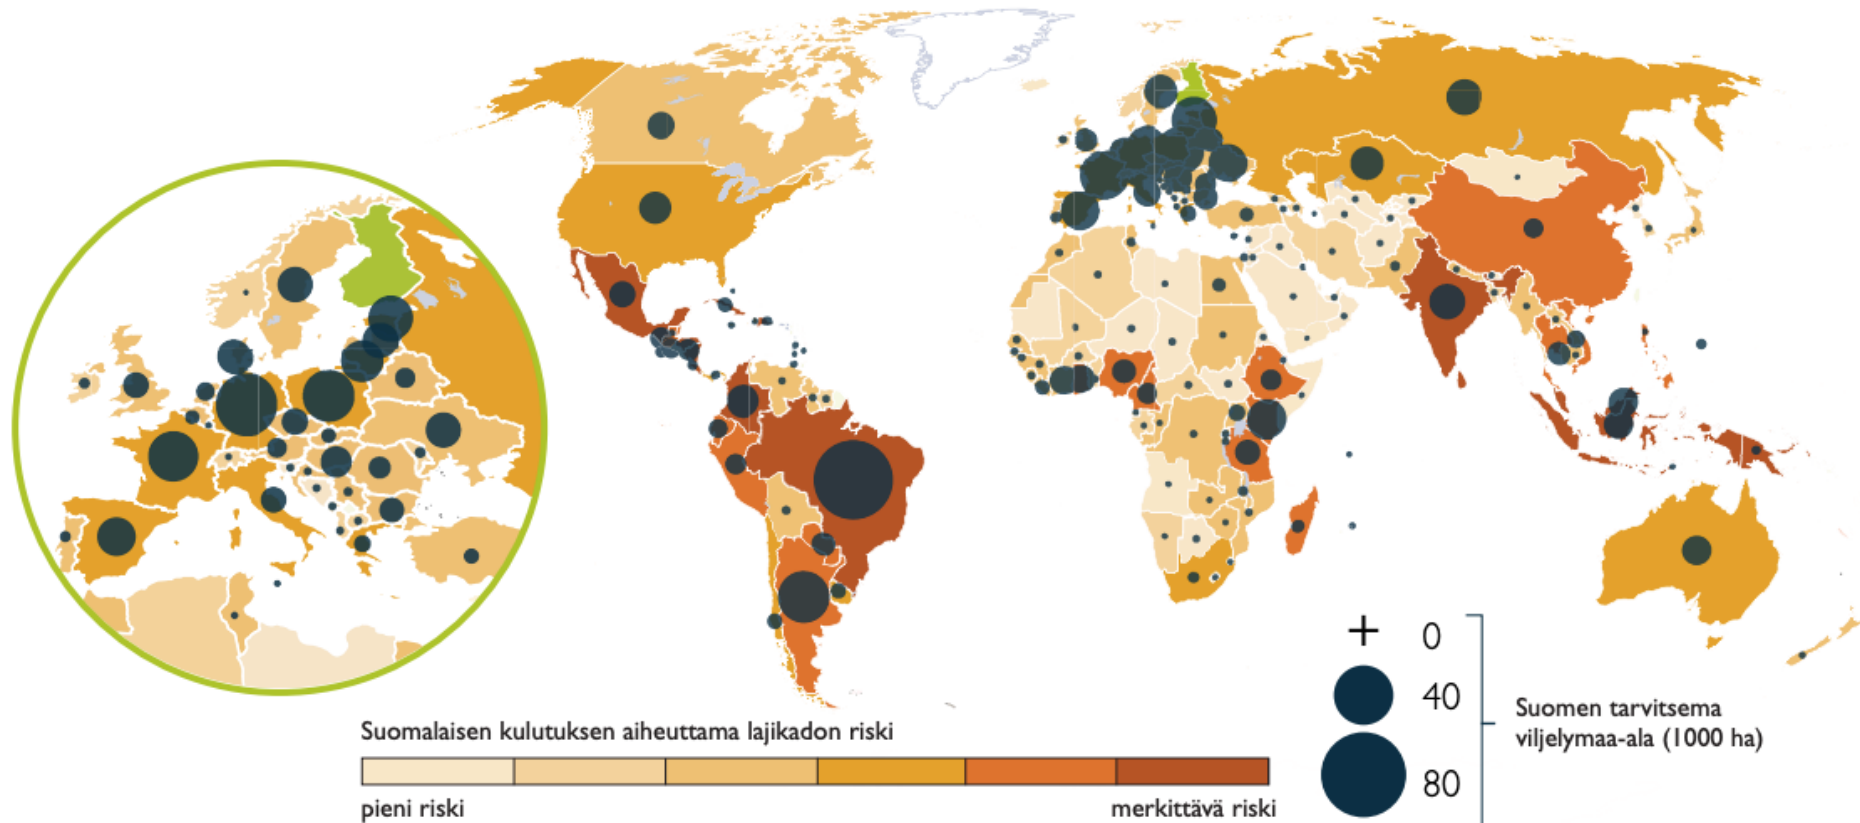 Suomalaisen kulutuksen aiheuttama lajikadon riski
pieni riski
merkittävä riski
+ 0
40
80
Suomen tarvitsema
viljelymaa-ala (1000 ha)